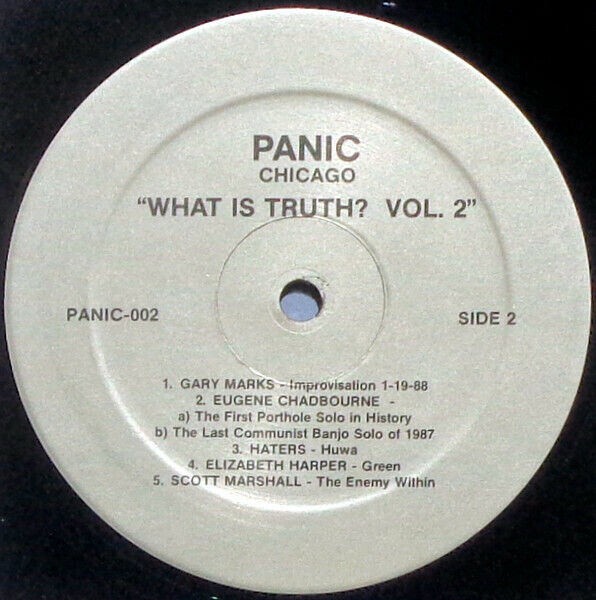 PANIC
CHICAGO
"WHAT IS TRUTH? VOL. 2"
PANIC-002
SIDE 2
1. GARY MARKS - Improvisation 1-19-88
2. EUGENE CHADBOURNE -
a) The First Porthole Solo in History
b) The Last Communist Banjo Solo of 1987
3. HATERS - Huwa
4. ELIZABETH HARPER - Green
5. SCOTT MARSHALL - The Enemy Within